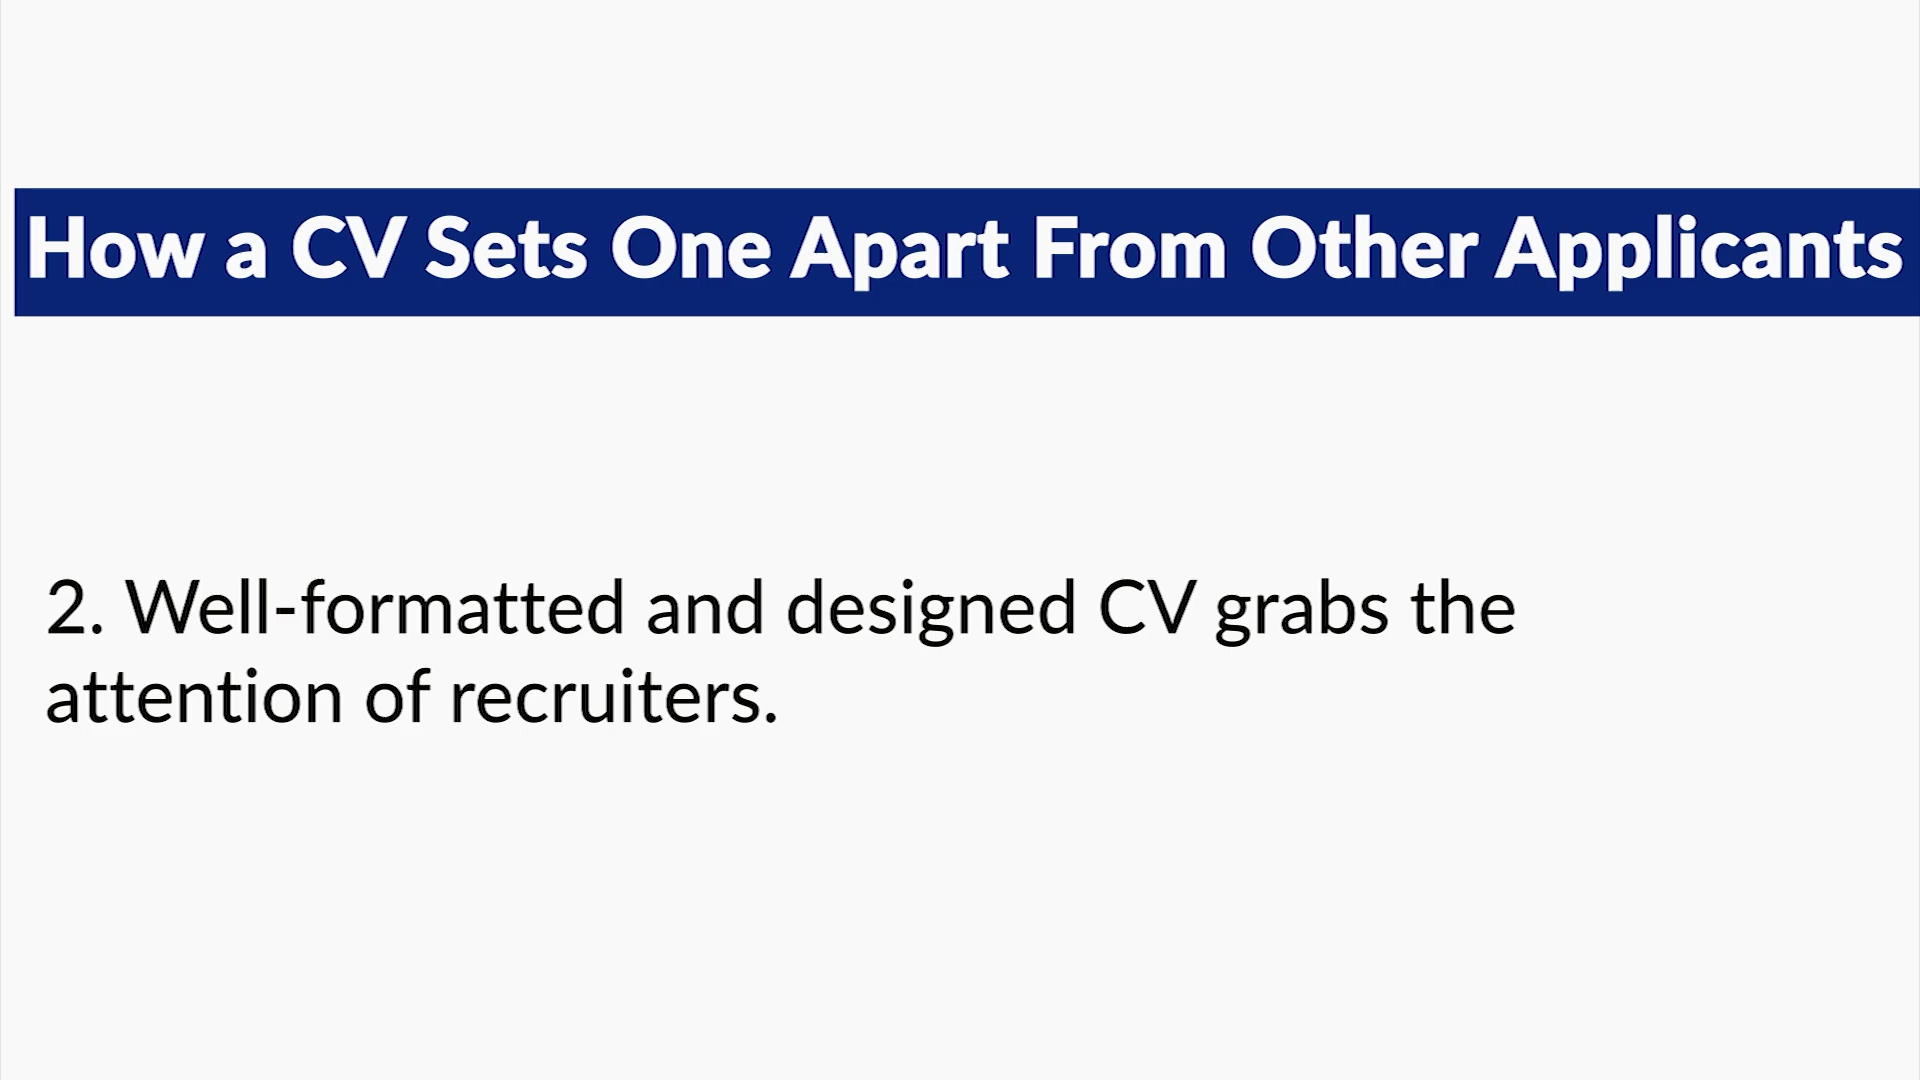 How a CV Sets One Apart From Other Applicants
2. Well-formatted and designed CV grabs the
attention of recruiters.